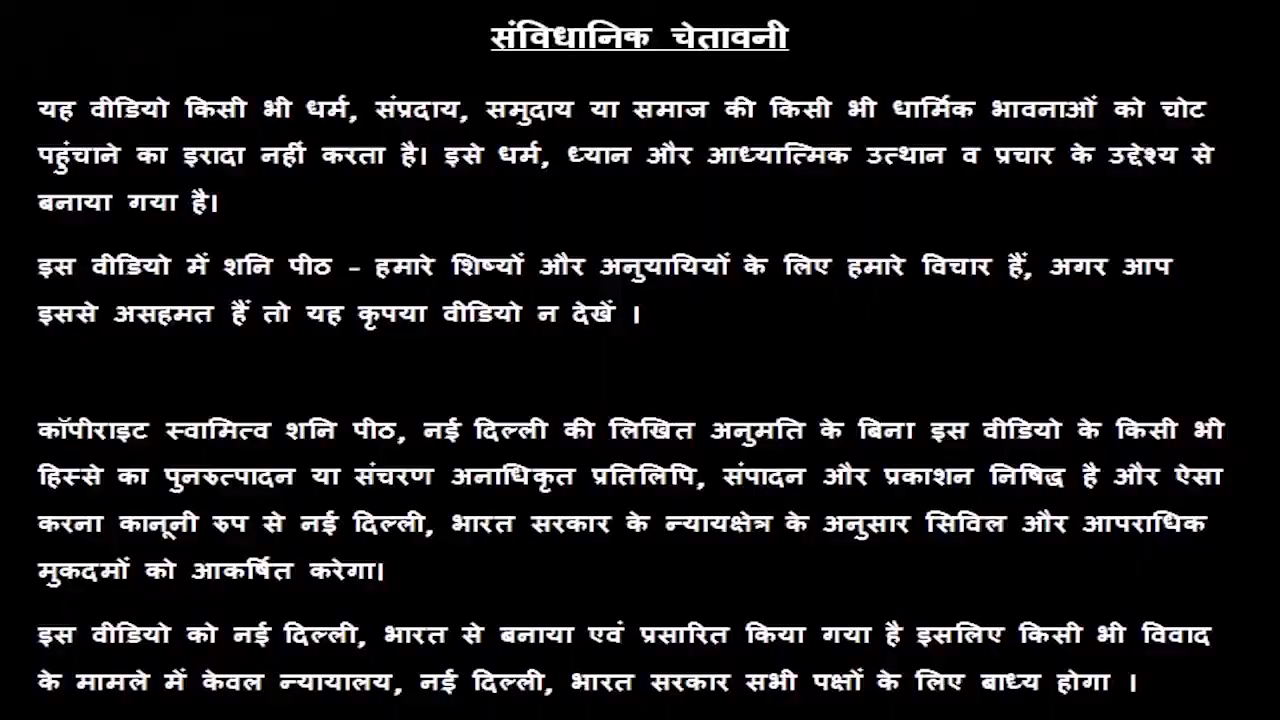 संविधानिक चेतावनी
यह वीडियो किसी भी धर्म, संप्रदाय, समुदाय या समाज की किसी भी धार्मिक भावनाओं को चोट
पहुंचाने का इरादा नहीं करता है। इसे धर्म, ध्यान और आध्यात्मिक उत्थान व प्रचार के उद्देश्य से
बनाया गया है।
इस वीडियो में शनि पीठ – हमारे शिष्यों और अनुयायियों के लिए हमारे विचार हैं, अगर आप
इससे असहमत हैं तो यह कृपया वीडियो न देखें ।
कॉपीराइट स्वामित्व शनि पीठ, नई दिल्ली की लिखित अनुमति के बिना इस वीडियो के किसी भी
हिस्से का पुनरुत्पादन या संचरण अनाधिकृत प्रतिलिपि, संपादन और प्रकाशन निषिद्ध है और ऐसा
करना कानूनी रुप से नई दिल्ली, भारत सरकार के न्यायक्षेत्र के अनुसार सिविल और आपराधिक
मुकदमों को आकर्षित करेगा।
इस वीडियो को नई दिल्ली, भारत से बनाया एवं प्रसारित किया गया है इसलिए किसी भी विवाद
के मामले में केवल न्यायालय, नई दिल्ली, भारत सरकार सभी पक्षों के लिए बाध्य होगा ।